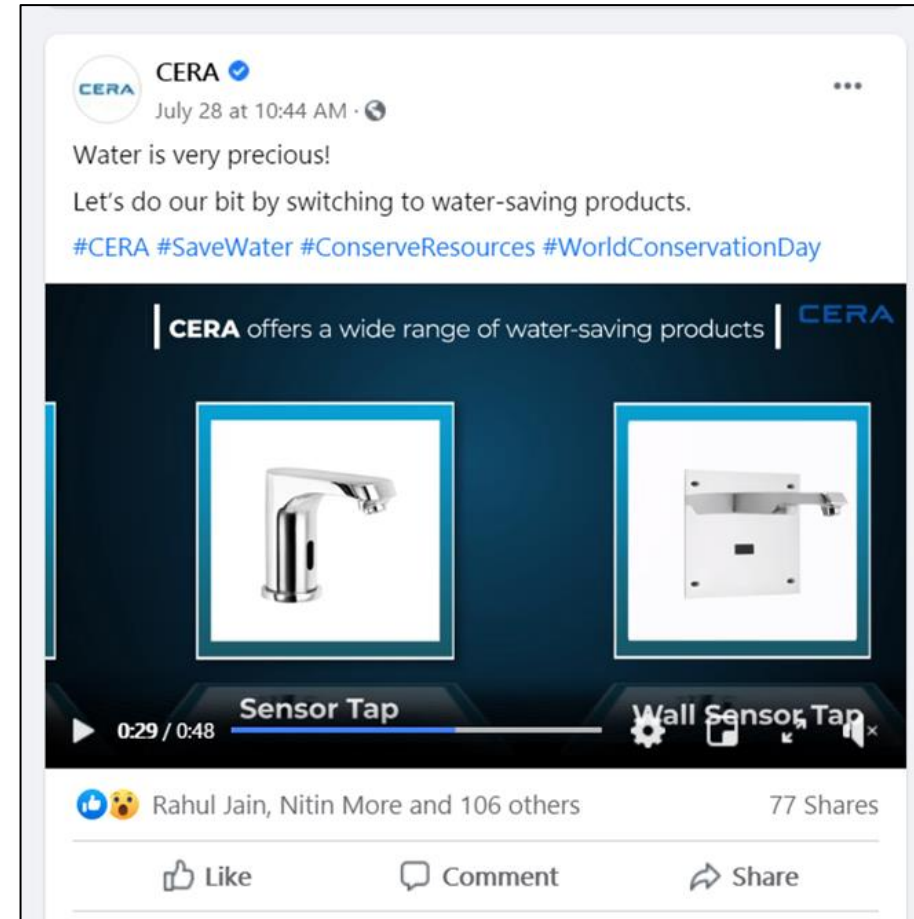 CERA
CERA
July 28 at 10:44 AM ·
Water is very precious!
Let's do our bit by switching to water-saving products.
#CERA #SaveWater #ConserveResources #WorldConservationDay
CERA offers a wide range of water-saving products
CERA
Sensor Tap
Wall Sensor Tap
0:29 / 0:48
Rahul Jain, Nitin More and 106 others
77 Shares
Like
Comment
Share